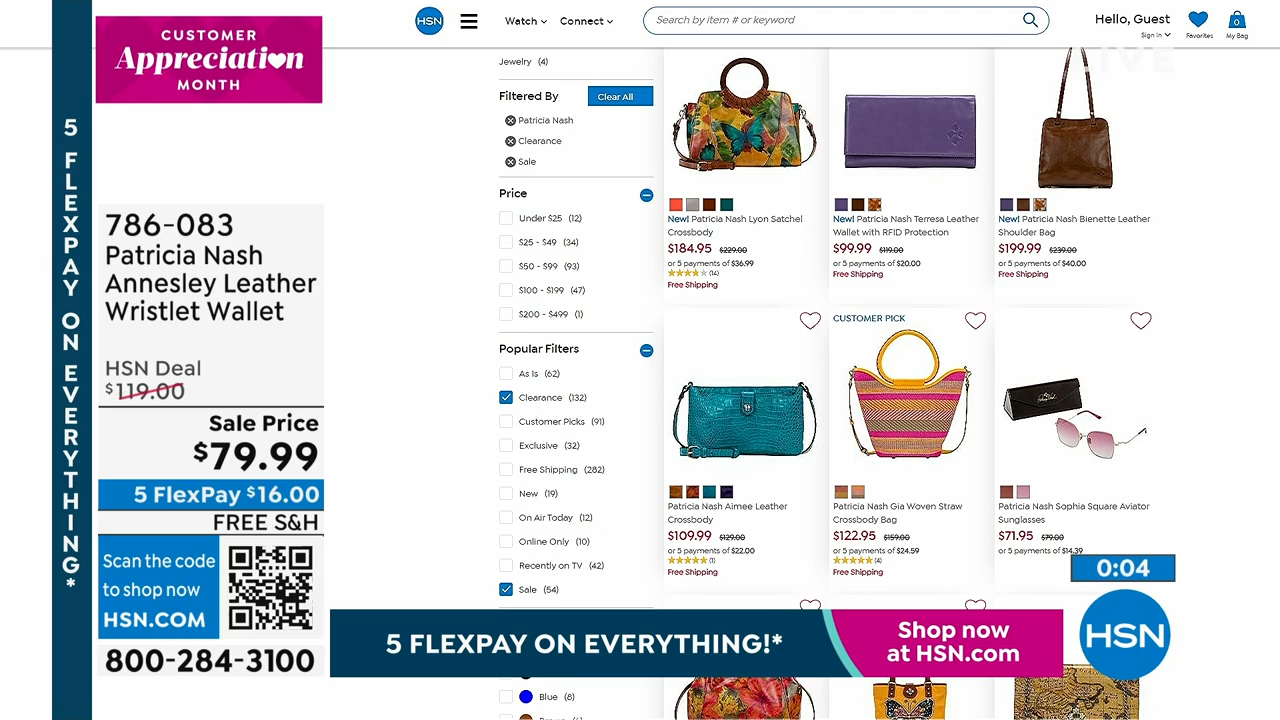 CUSTOMER
Appreciation
MONTH
5 FLEXPAY ON EVERYTHING*
786-083
Patricia Nash
Annesley Leather
Wristlet Wallet
HSN Deal
$119.00
Sale Price
$79.99
5 FlexPay $16.00
FREE S&H
Scan the code
to shop now
HSN.COM
800-284-3100
HSN
Watch
Connect
Search by item # or keyword
Hello, Guest
Sign In
Favorites
0
My Bag
LIVE
Jewelry (4)
Filtered By
Clear All
Patricia Nash
Clearance
Sale
Price
Under $25 (12)
$25 - $49 (34)
$50 - $99 (93)
$100 - $199 (47)
$200 - $499 (1)
Popular Filters
As Is (62)
Clearance (132)
Customer Picks (91)
Exclusive (32)
Free Shipping (282)
New (19)
On Air Today (12)
Online Only (10)
Recently on TV (42)
Sale (54)
Blue (8)
New! Patricia Nash Lyon Satchel
Crossbody
$184.95 $229.00
or 5 payments of $36.99
(14)
Free Shipping
New! Patricia Nash Terresa Leather
Wallet with RFID Protection
$99.99 $119.00
or 5 payments of $20.00
Free Shipping
New! Patricia Nash Bienette Leather
Shoulder Bag
$199.99 $239.00
or 5 payments of $40.00
Free Shipping
Patricia Nash Aimee Leather
Crossbody
$109.99 $129.00
or 5 payments of $22.00
(1)
Free Shipping
CUSTOMER PICK
Patricia Nash Gia Woven Straw
Crossbody Bag
$122.95 $159.00
or 5 payments of $24.59
(4)
Free Shipping
Patricia Nash Sophia Square Aviator
Sunglasses
$71.95 $79.00
or 5 payments of $14.39
0:04
5 FLEXPAY ON EVERYTHING!*
Shop now
at HSN.com
HSN